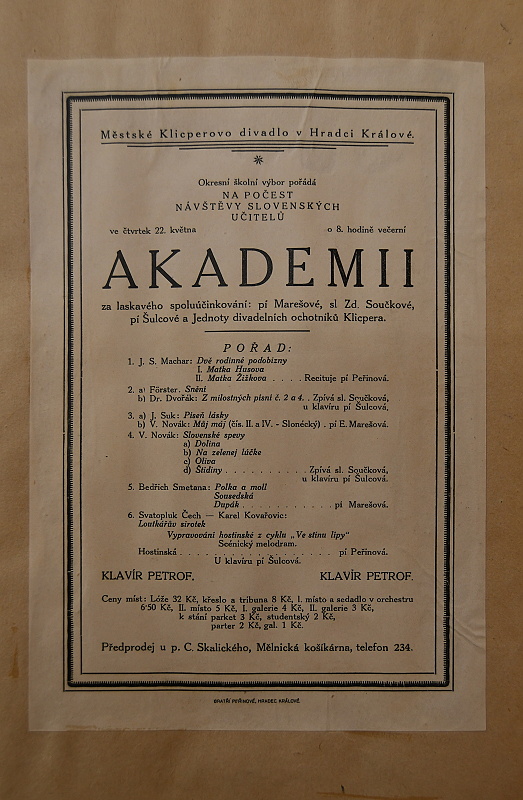 Městské Klicperovo divadlo v Hradci Králové.
Okresní školní výbor pořádá
NA POČEST
NÁVŠTĚVY SLOVENSKÝCH
UČITELŮ
ve čtvrtek 22. května o 8. hodině večerní
AKADEMII
za laskavého spoluúčinkování: pí Marešové, sl. Zd. Součkové,
pí Šulcové a Jednoty divadelních ochotníků Klicpera.
POŘAD:
1. J. S. Machar: Dvě rodinné podobizny
I. Matka Husova
II. Matka Žižkova . . . . Recituje pí Peřinová.
2. a) Förster. Snění
b) Dr. Dvořák: Z milostných písní č. 2 a 4. . Zpívá sl. Součková,
u klavíru pí Šulcová,
3. a) J. Suk: Píseň lásky
b) V. Novák: Máj máj (čís. II. a IV. - Slonécký) . pí E. Marešová.
4. V. Novák: Slovenské spevy
a) Dolina
b) Na zelenej lúčke
c) Oliva
d) Štidiny . . . . . . . . . . Zpívá sl. Součková,
u klavíru pí Šulcová.
5. Bedřich Smetana: Polka a moll
Sousedská
Dupák . . . . . . . . . . . pí Marešová.
6. Svatopluk Čech — Karel Kovařovic:
Loutkářův sirotek
Vypravování hostinské z cyklu „Ve stínu lípy"
Scénický melodram.
Hostinská . . . . . . . . . . . . . . . . . . . pí Peřinová.
U klavíru pí Šulcová.
KLAVÍR PETROF. KLAVÍR PETROF.
Ceny míst: Lóže 32 Kč, křeslo a tribuna 8 Kč, I. místo a sedadlo v orchestru
6·50 Kč, II. místo 5 Kč, I. galerie 4 Kč, II. galerie 3 Kč,
k stání parket 3 Kč, studentský 2 Kč,
parter 2 Kč, gal. 1 Kč.
Předprodej u p. C. Skalického, Mělnická košíkárna, telefon 234.
BRATŘI PEŘINOVÉ, HRADEC KRÁLOVÉ.